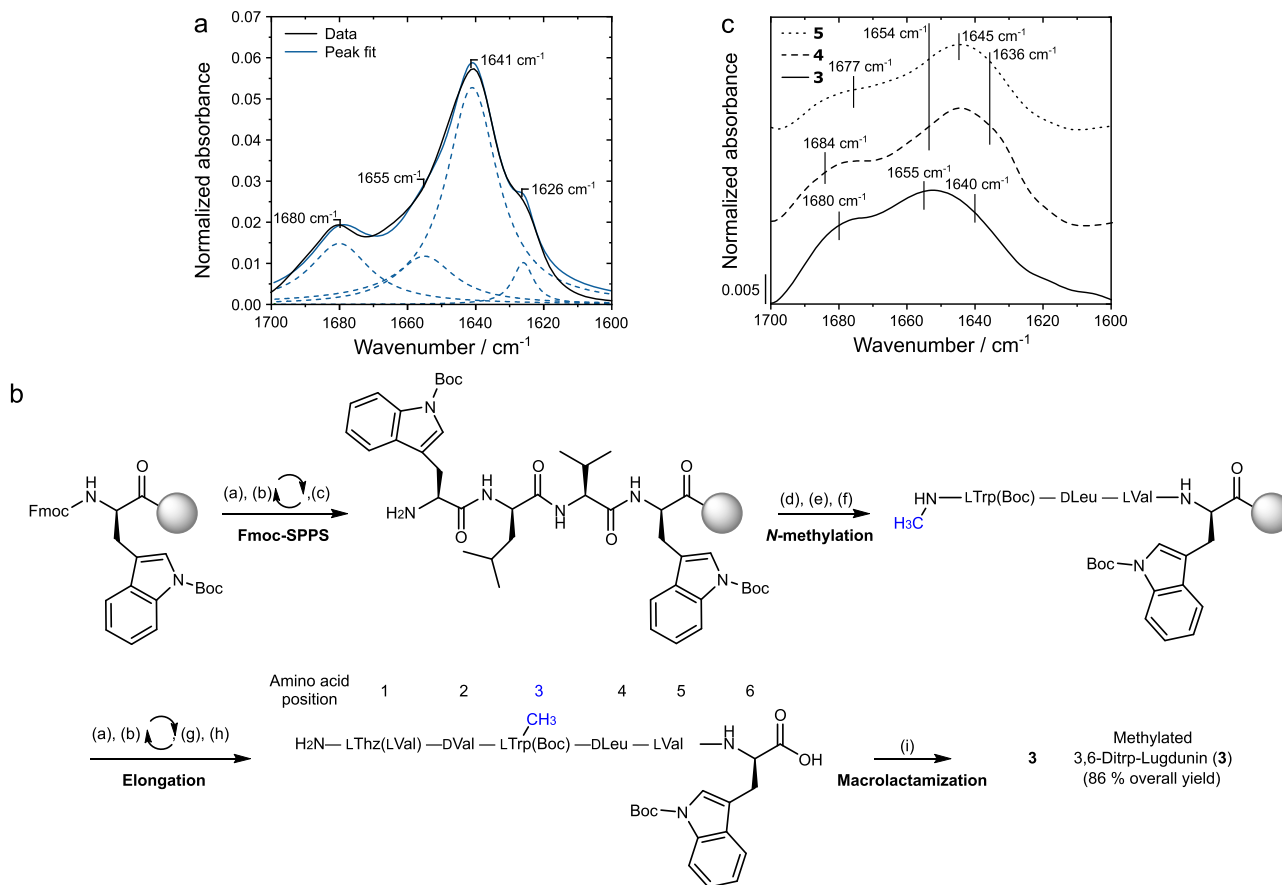 a
Normalized absorbance
0.07
0.06
0.05
0.04
0.03
0.02
0.01
0.00
Data
Peak fit
1641 cm-1
1655 cm-1
1626 cm-1
1680 cm-1
1700 1680 1660 1640 1620 1600
Wavenumber / cm-1
c
Normalized absorbance
5
4
3
1654 cm-1
1645 cm-1
1636 cm-1
1677 cm-1
1684 cm-1
1655 cm-1
1680 cm-1
1640 cm-1
0.005
1700 1680 1660 1640 1620 1600
Wavenumber / cm-1
b
Fmoc
H
N
O
N
Boc
(a), (b) ,(c)
Fmoc-SPPS
Boc
N
H2N
O
H
N
O
N
H
O
H
N
O
N
Boc
(d), (e), (f)
N-methylation
HN
H3C
LTrp(Boc) DLeu LVal
H
N
O
Boc
N
(a), (b) ,(g), (h)
Elongation
Amino acid
position
1 2 3 4 5 6
CH3
H2N LThz(LVal) DVal LTrp(Boc) DLeu LVal
H
N
O
OH
Boc
N
(i)
Macrolactamization
3
Methylated
3,6-Ditrp-Lugdunin (3)
(86 % overall yield)